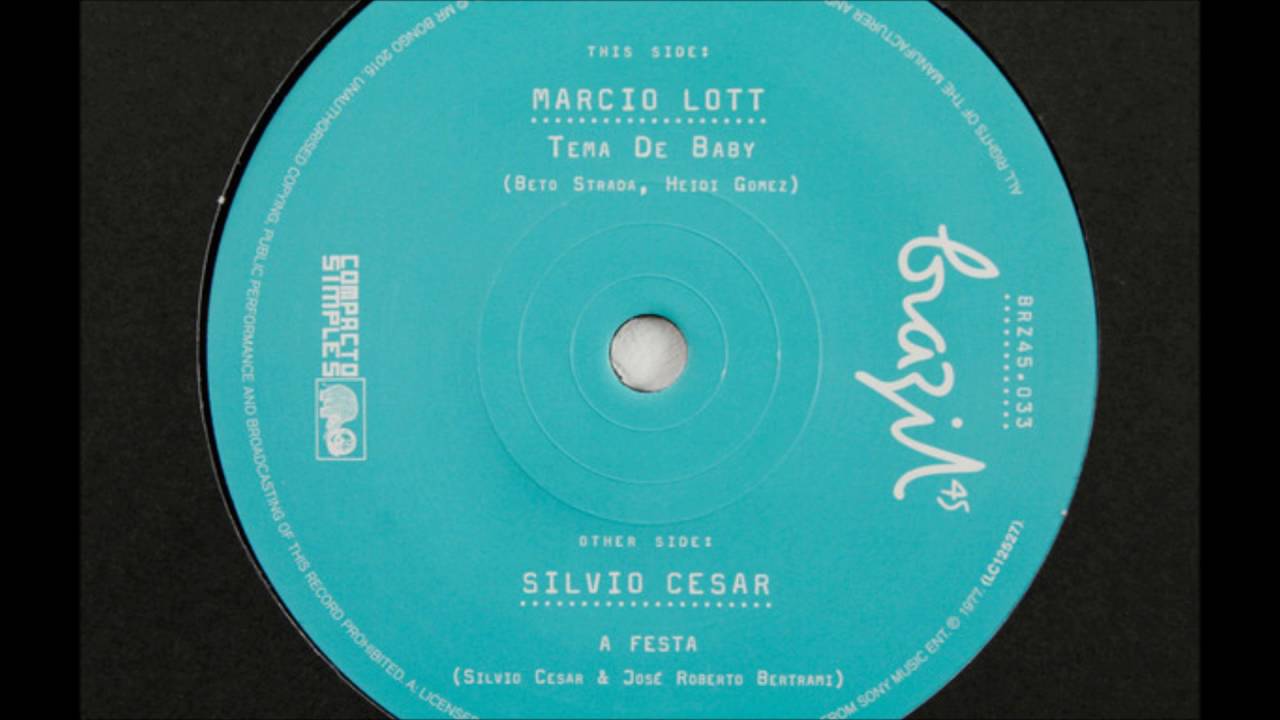 THIS SIDE:
MARCIO LOTT
TEMA DE BABY
(BETO STRADA, HEIDI GOMEZ)
COMPACTO
SIMPLES
brazil 45
BRZ45.033
OTHER SIDE:
SILVIO CESAR
A FESTA
(SILVIO CESAR & JOSÉ ROBERTO BERTRAMI)
MR BONGO 2016. UNAUTHORISED COPYING, PUBLIC PERFORMANCE AND BROADCASTING OF THIS RECORD PROHIBITED. A: LICENSED
FROM SONY MUSIC ENT. ℗ 1977. (LC12527).
ALL RIGHTS OF THE MANUFACTURER AND